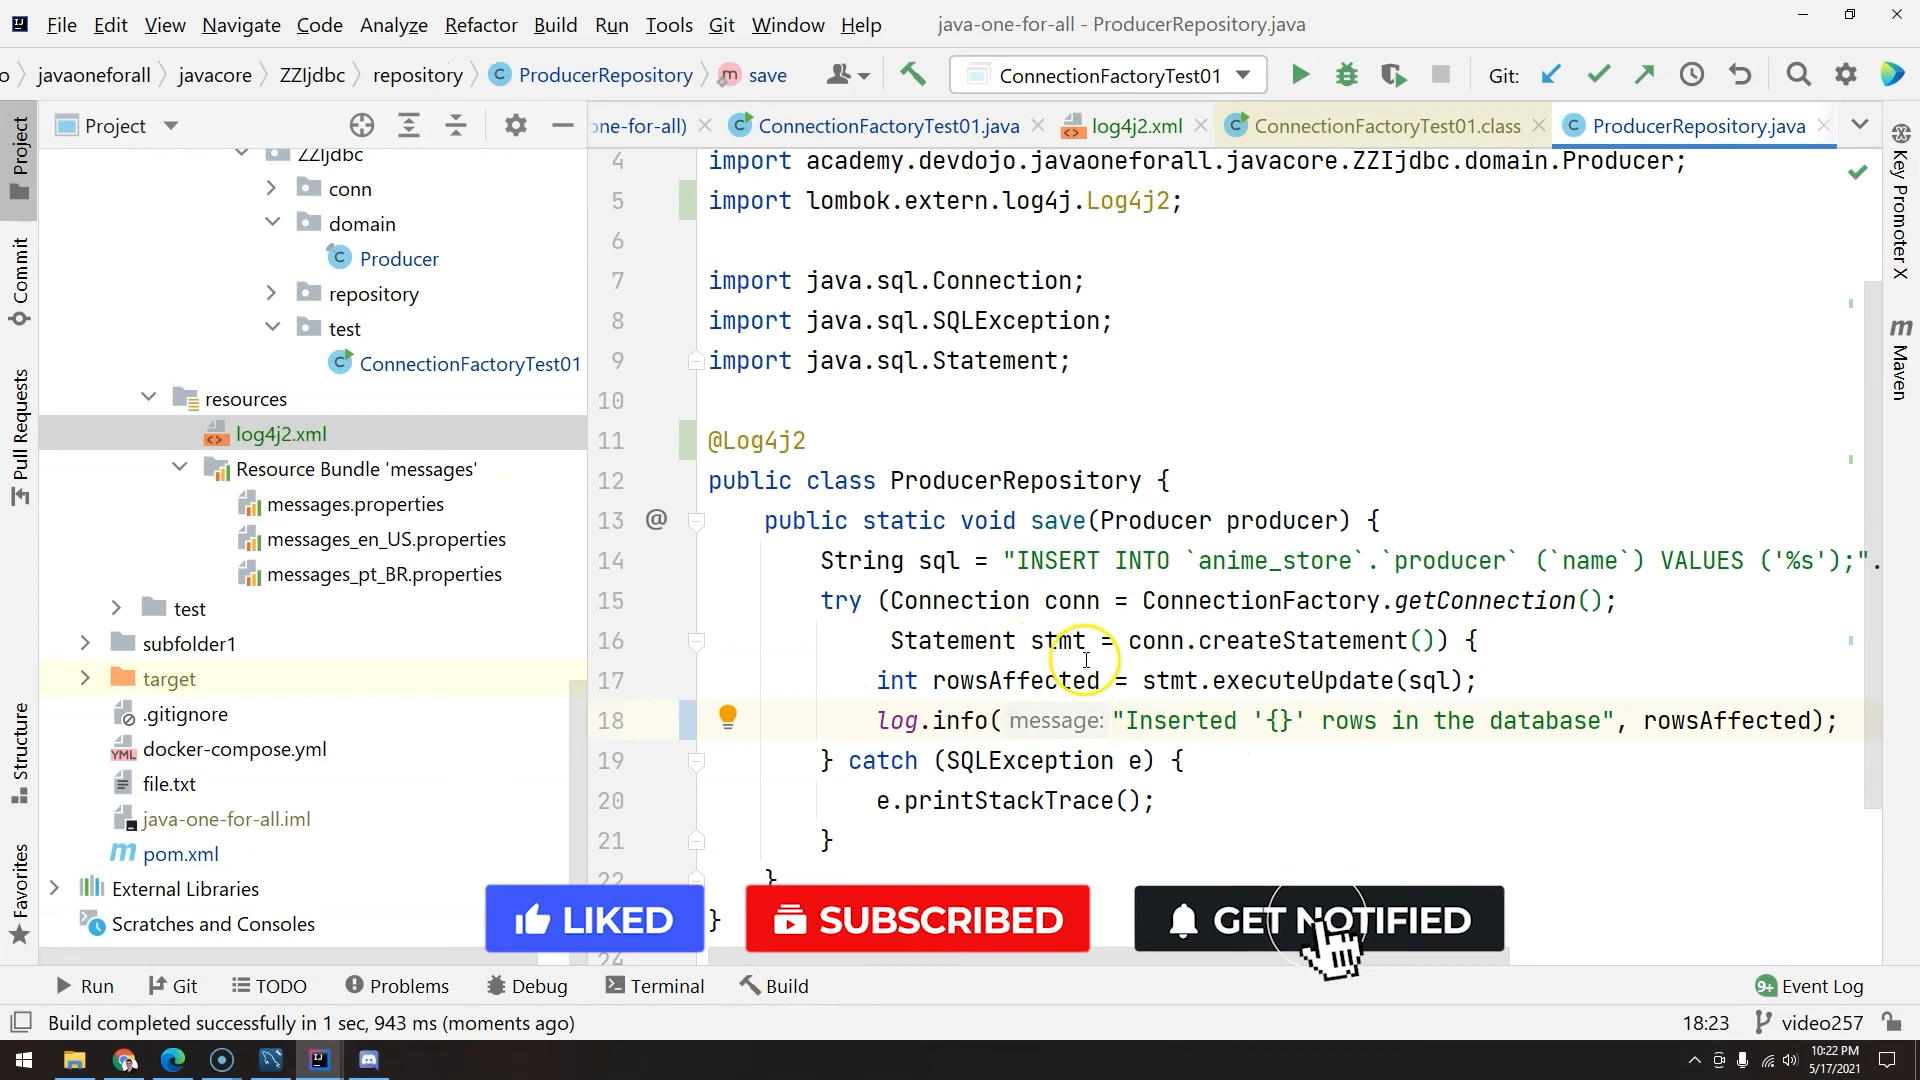 File Edit View Navigate Code Analyze Refactor Build Run Tools Git Window Help java-one-for-all - ProducerRepository.java
javaoneforall javacore ZZIjdbc repository ProducerRepository save ConnectionFactoryTest01 Git:
Project one-for-all) ConnectionFactoryTest01.java log4j2.xml ConnectionFactoryTest01.class ProducerRepository.java
Project
Commit
Pull Requests
Structure
Favorites
ZZIjdbc
conn
domain
Producer
repository
test
ConnectionFactoryTest01
resources
log4j2.xml
Resource Bundle 'messages'
messages.properties
messages_en_US.properties
messages_pt_BR.properties
test
subfolder1
target
.gitignore
docker-compose.yml
file.txt
java-one-for-all.iml
pom.xml
External Libraries
Scratches and Consoles
4 import academy.devdojo.javaoneforall.javacore.ZZIjdbc.domain.Producer;
5 import lombok.extern.log4j.Log4j2;
6
7 import java.sql.Connection;
8 import java.sql.SQLException;
9 import java.sql.Statement;
10
11 @Log4j2
12 public class ProducerRepository {
13 @ public static void save(Producer producer) {
14 String sql = "INSERT INTO `anime_store`.`producer` (`name`) VALUES ('%s');".
15 try (Connection conn = ConnectionFactory.getConnection();
16 Statement stmt = conn.createStatement()) {
17 int rowsAffected = stmt.executeUpdate(sql);
18 log.info( message: "Inserted '{}' rows in the database", rowsAffected);
19 } catch (SQLException e) {
20 e.printStackTrace();
21 }
22 }
}
24
Key Promoter X
Maven
LIKED SUBSCRIBED GET NOTIFIED
Run Git TODO Problems Debug Terminal Build 9+ Event Log
Build completed successfully in 1 sec, 943 ms (moments ago) 18:23 video257
10:22 PM
5/17/2021